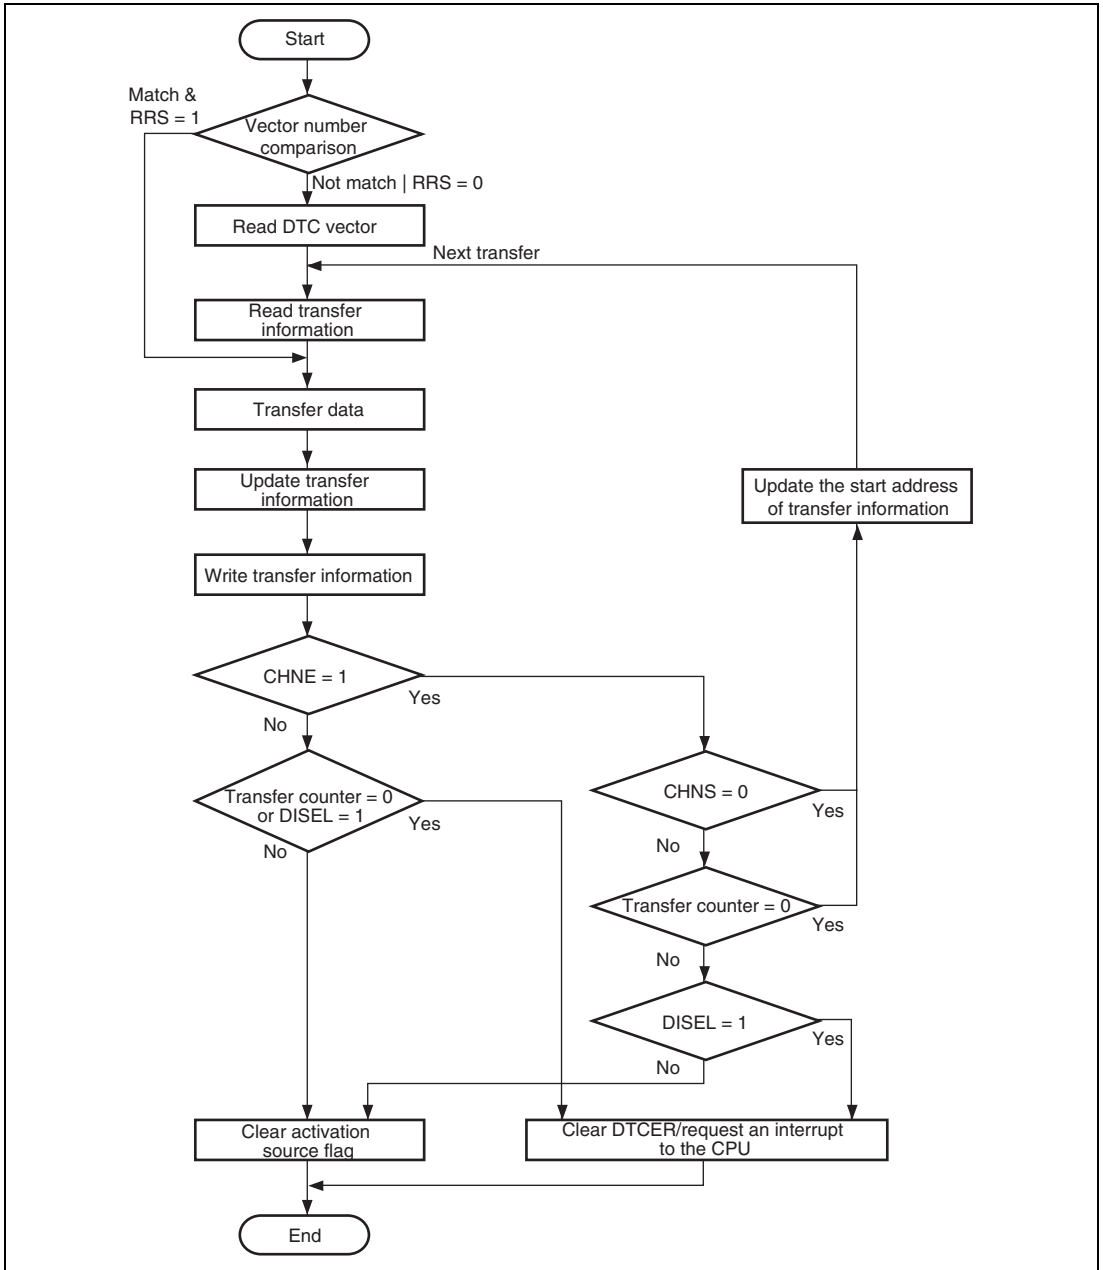 Start
Match &
RRS = 1
Vector number
comparison
Not match | RRS = 0
Read DTC vector
Next transfer
Read transfer
information
Transfer data
Update transfer
information
Update the start address
of transfer information
Write transfer information
CHNE = 1
Yes
No
CHNS = 0
Yes
Transfer counter = 0
or DISEL = 1
Yes
No
No
Transfer counter = 0
Yes
No
DISEL = 1
Yes
No
Clear activation
source flag
Clear DTCER/request an interrupt
to the CPU
End